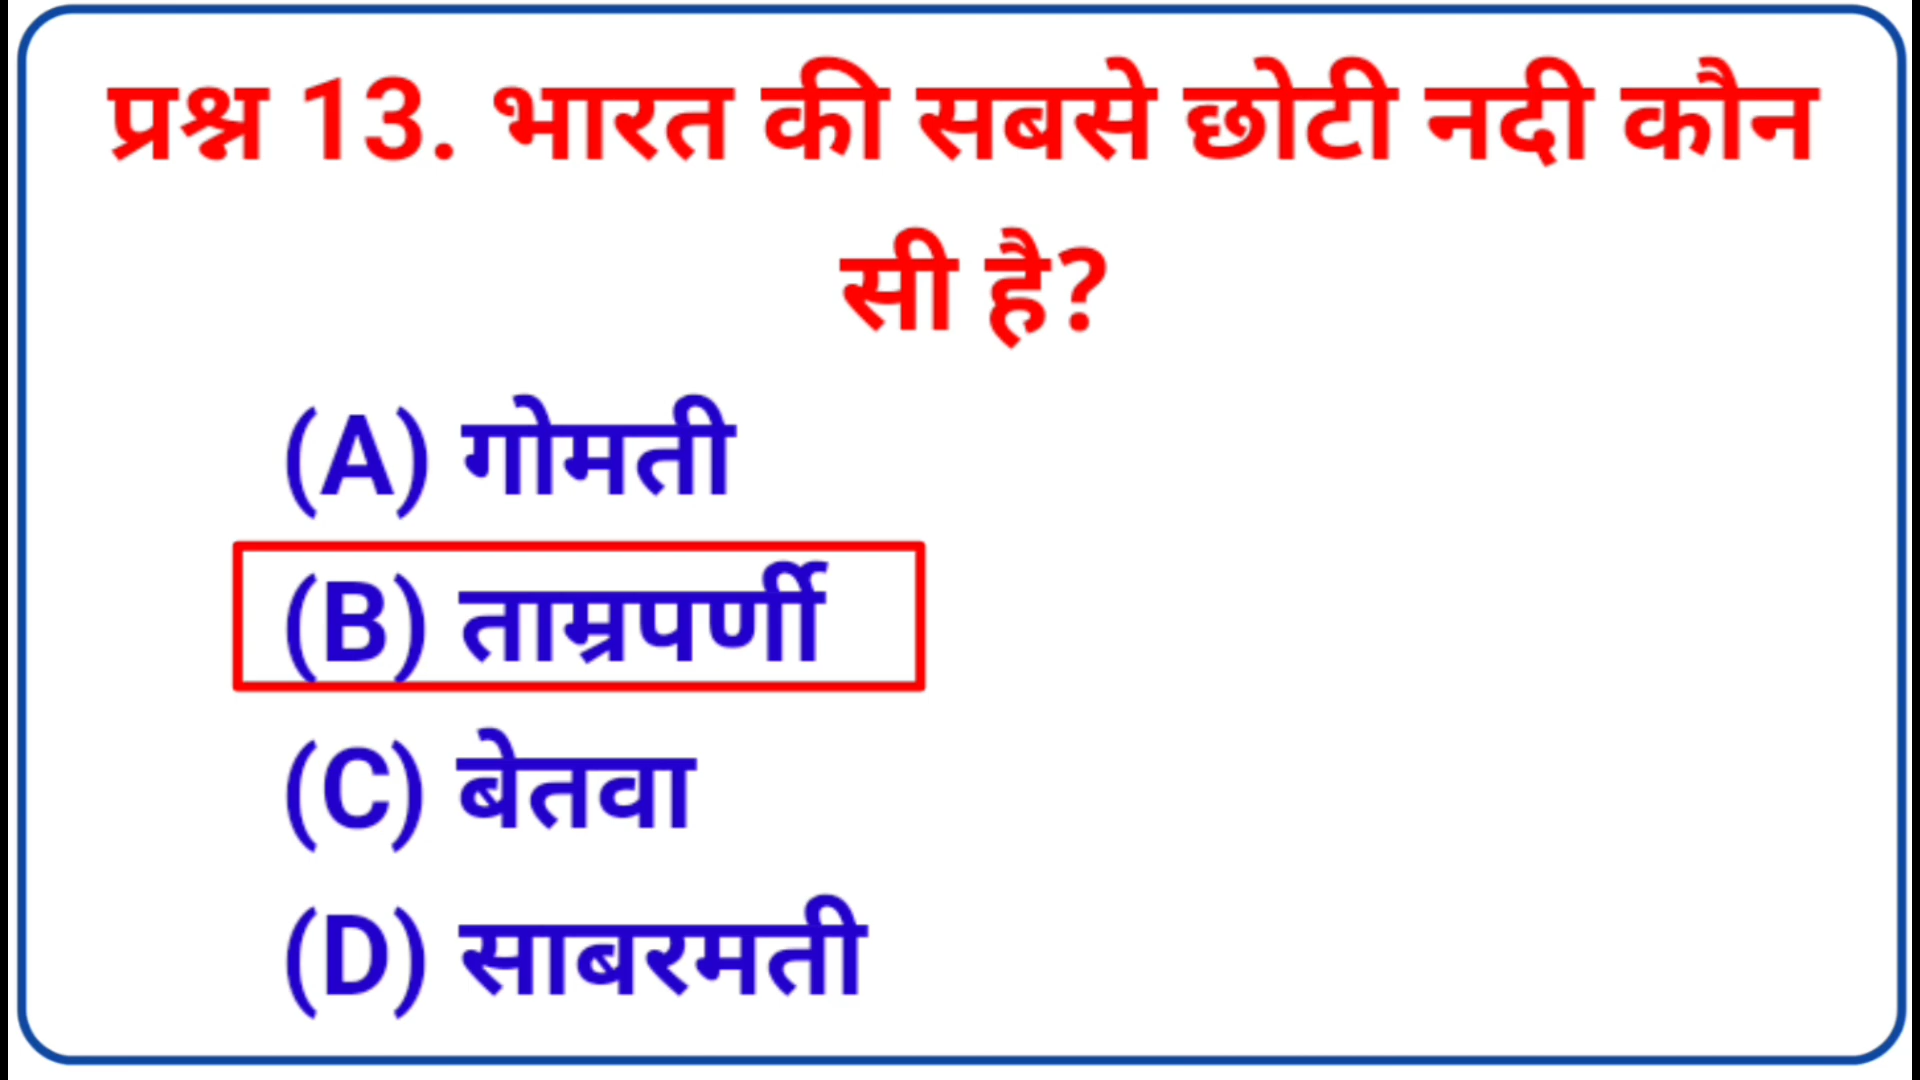 प्रश्न 13. भारत की सबसे छोटी नदी कौन
सी है?
(A) गोमती
(B) ताम्रपर्णी
(C) बेतवा
(D) साबरमती